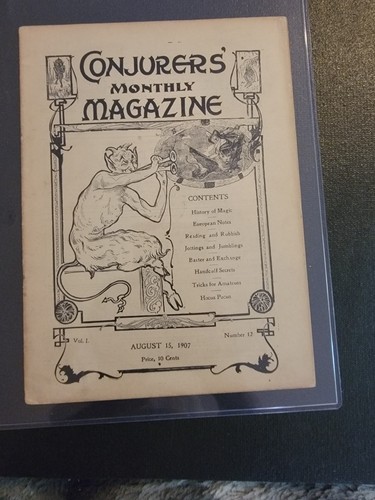 CONJURERS'
MONTHLY
MAGAZINE
CONTENTS
History of Magic
European Notes
Reading and Rubbish
Jottings and Jumblings
Barter and Exchange
Handcuff Secrets
Tricks for Amateurs
House Points
Vol. I.
Number 12
AUGUST 15, 1907
Price, 10 Cents